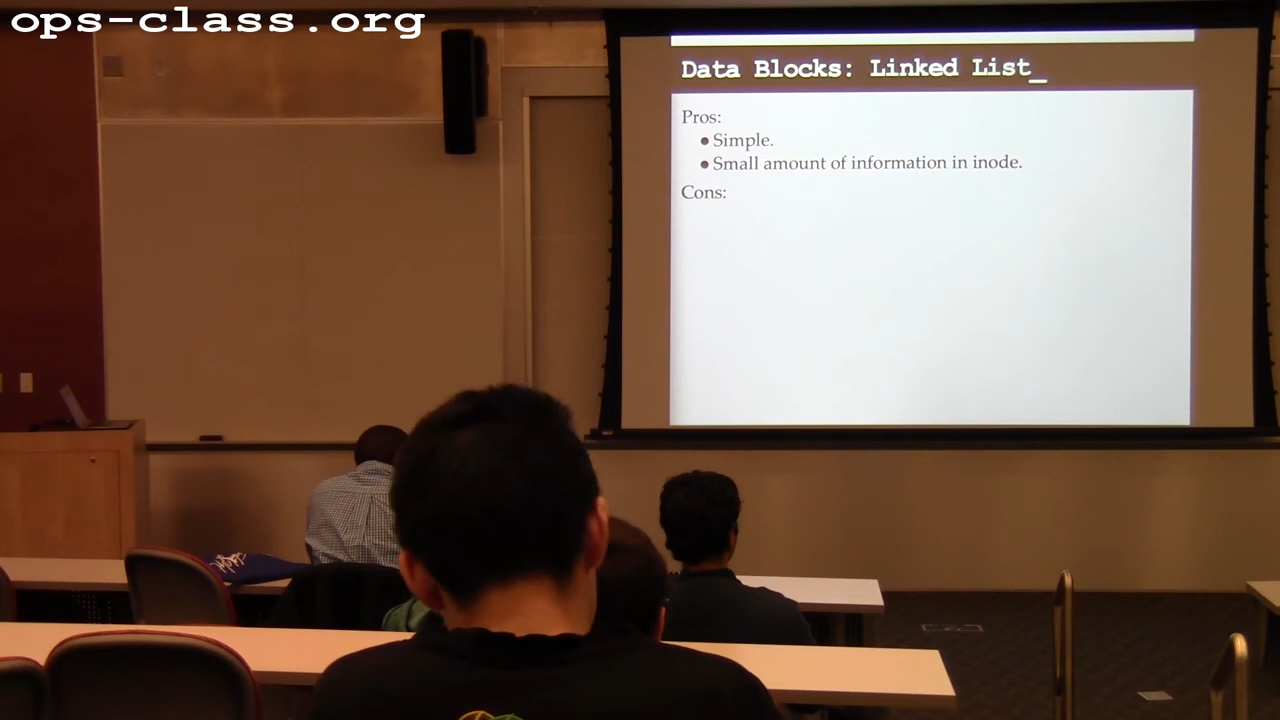 ops-class.org
Data Blocks: Linked List_
Pros:
• Simple.
• Small amount of information in inode.
Cons: